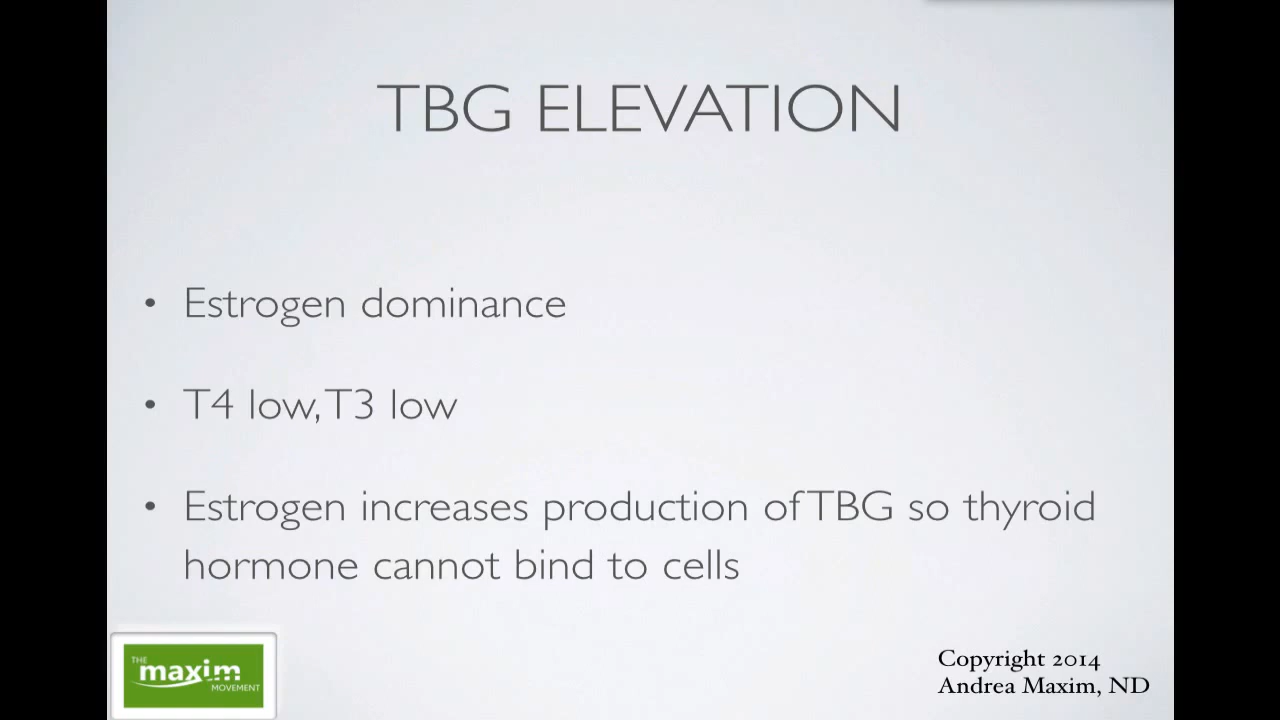 TBG ELEVATION
• Estrogen dominance
• T4 low, T3 low
• Estrogen increases production of TBG so thyroid
hormone cannot bind to cells
THE
maxim
MOVEMENT
Copyright 2014
Andrea Maxim, ND